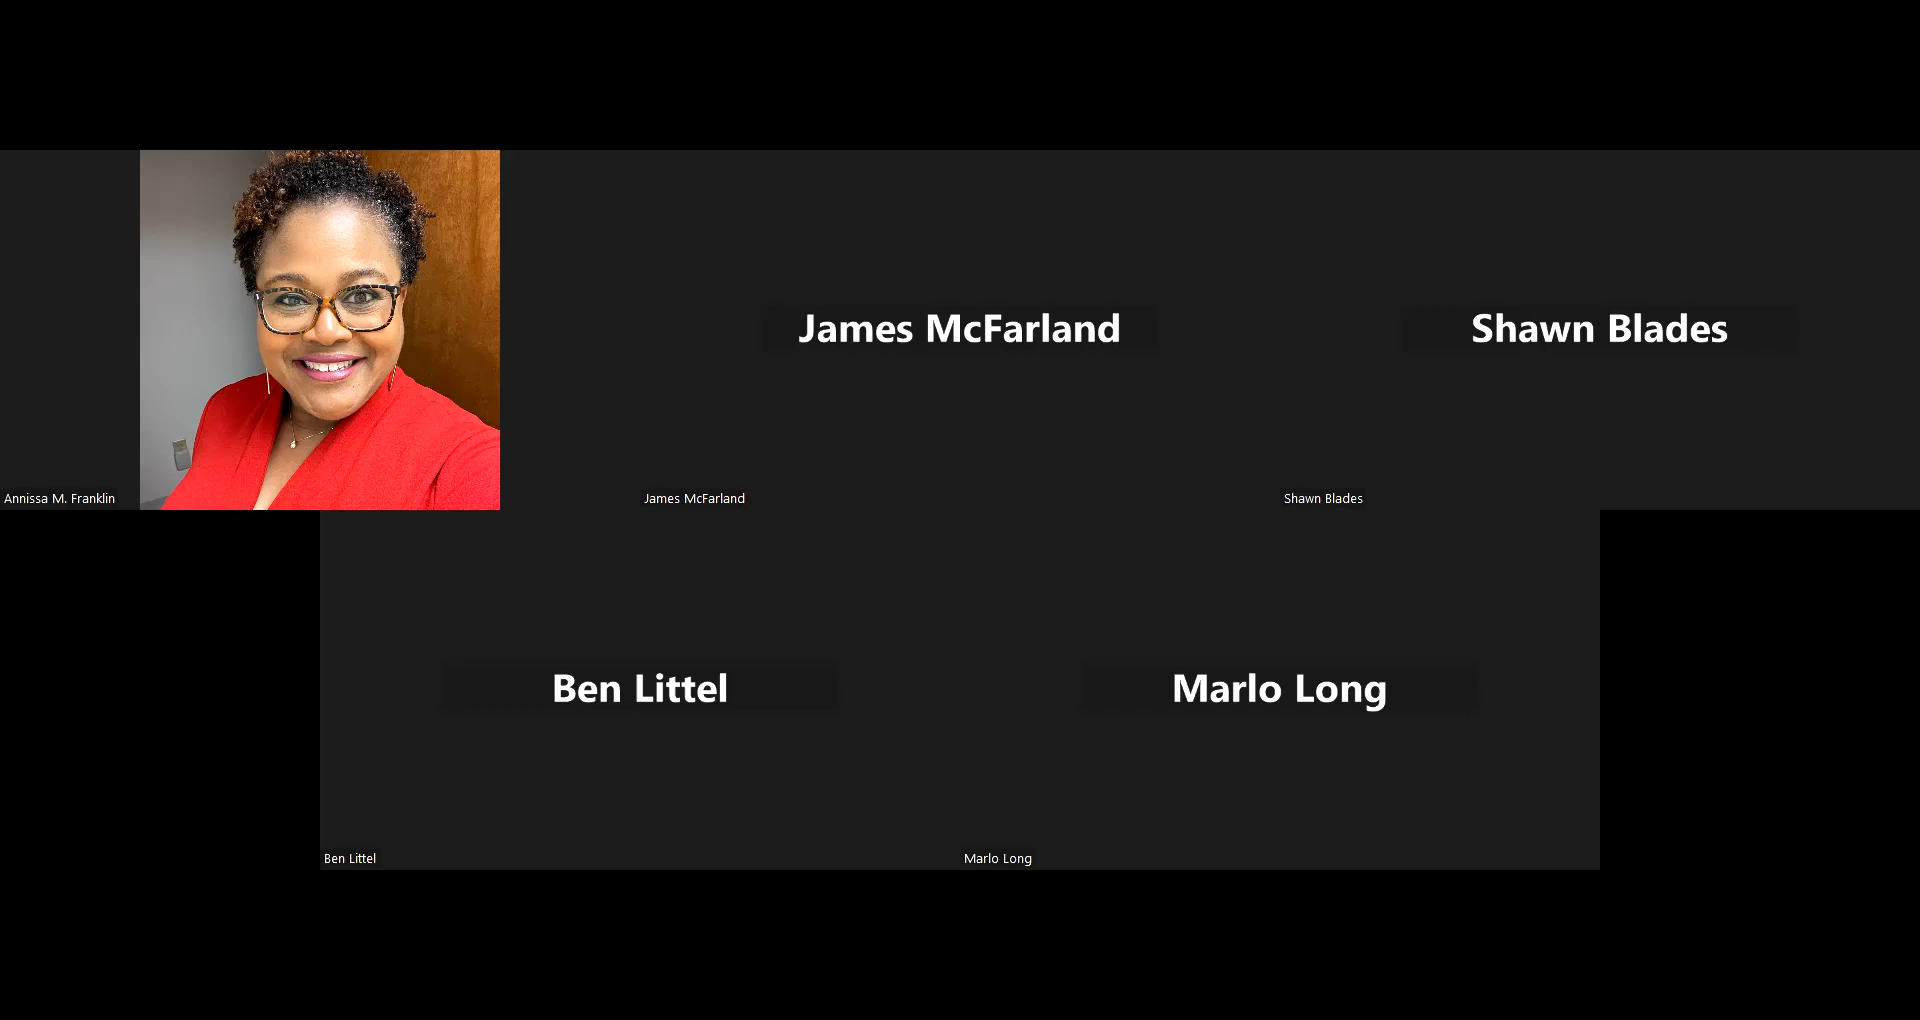 James McFarland
Shawn Blades
Annissa M. Franklin
James McFarland
Shawn Blades
Ben Littel
Marlo Long
Ben Littel
Marlo Long